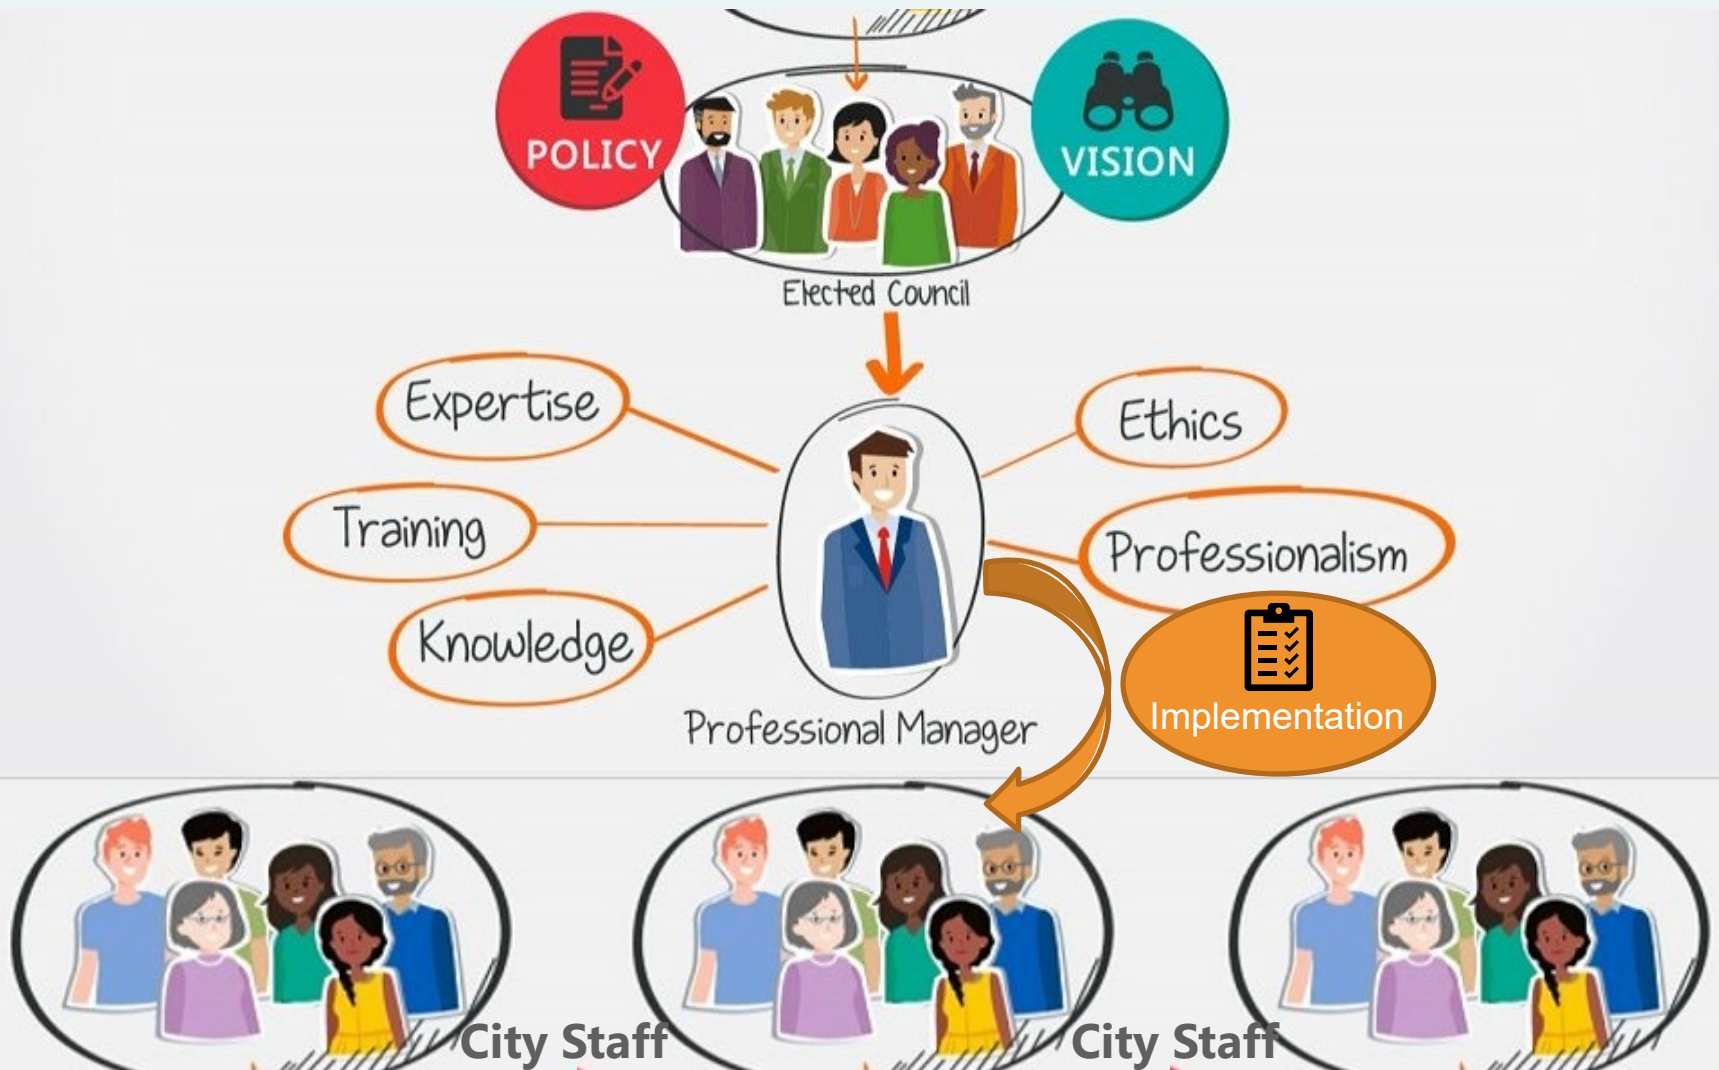 POLICY
VISION
Elected Council
Expertise
Ethics
Training
Professionalism
Knowledge
Implementation
Professional Manager
City Staff
City Staff